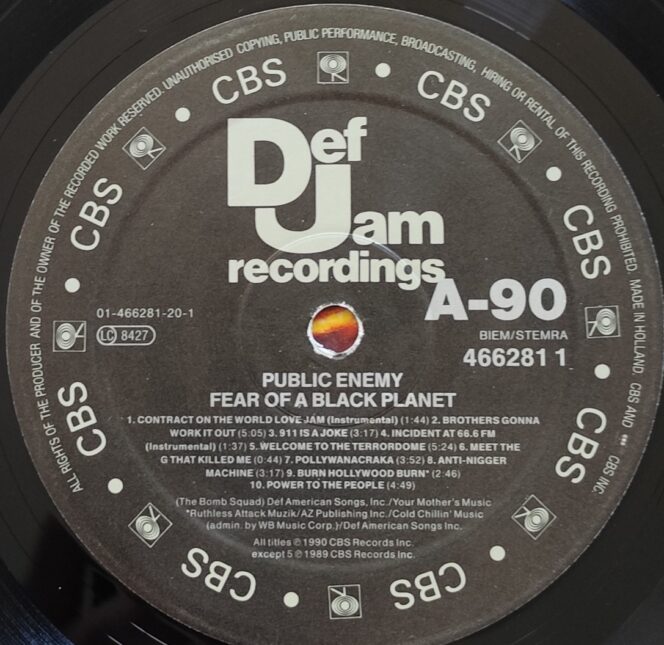 ALL RIGHTS OF THE PRODUCER AND OF THE OWNER OF THE RECORDED WORK RESERVED. UNAUTHORISED COPYING, PUBLIC PERFORMANCE, BROADCASTING, HIRING OR RENTAL OF THIS RECORDING PROHIBITED. MADE IN HOLLAND. CBS AND ••• CBS INC.
CBS
CBS
CBS
CBS
CBS
CBS
CBS
CBS
Def
Jam
recordings
A-90
01-466281-20-1
LC 8427
BIEM/STEMRA
466281 1
PUBLIC ENEMY
FEAR OF A BLACK PLANET
1. CONTRACT ON THE WORLD LOVE JAM (Instrumental) (1:44) 2. BROTHERS GONNA
WORK IT OUT (5:05) 3. 911 IS A JOKE (3:17) 4. INCIDENT AT 66.6 FM
(Instrumental) (1:37) 5. WELCOME TO THE TERRORDOME (5:24) 6. MEET THE
G THAT KILLED ME (0:44) 7. POLLYWANACRAKA (3:52) 8. ANTI-NIGGER
MACHINE (3:17) 9. BURN HOLLYWOOD BURN* (2:46)
10. POWER TO THE PEOPLE (4:49)
(The Bomb Squad) Def American Songs, Inc./Your Mother's Music
*Ruthless Attack Muzik/AZ Publishing Inc./Cold Chillin' Music
(admin. by WB Music Corp.)/Def American Songs Inc.
All titles ℗ 1990 CBS Records Inc.
except 5 ℗ 1989 CBS Records Inc.